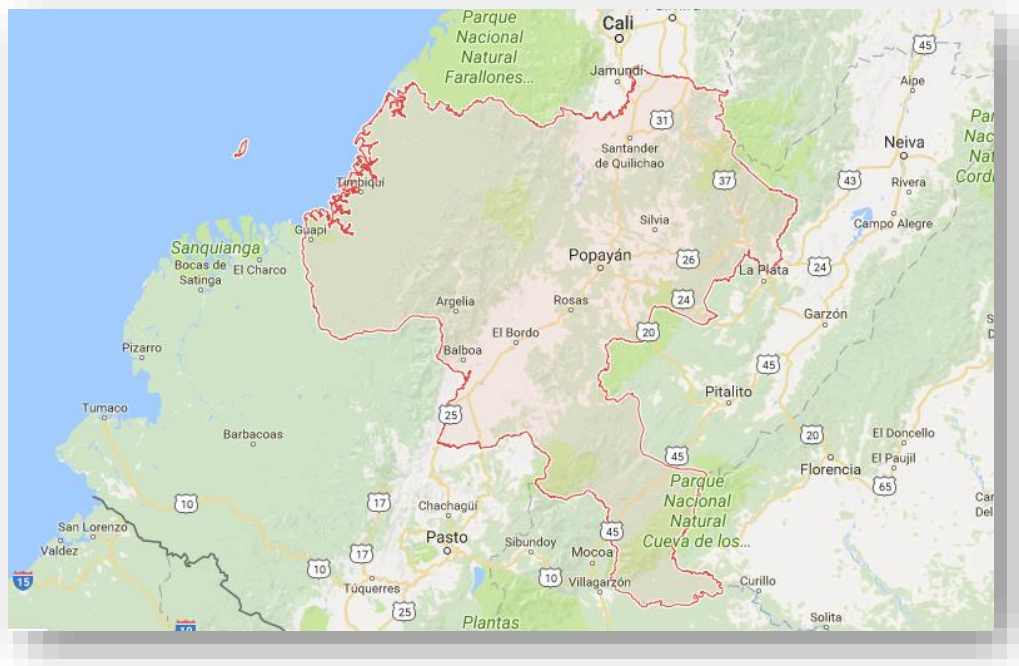 Parque
Nacional
Natural
Farallones...
Cali
Jamundí
45
Aipe
31
Santander
de Quilichao
Neiva
37
43
Rivera
Timbiquí
Campo Alegre
Silvia
Guapi
Sanquianga
Popayán
26
Bocas de
Satinga
El Charco
La Plata
24
24
Argelia
Rosas
Garzón
20
El Bordo
Pizarro
Balboa
45
Pitalito
Tumaco
25
Barbacoas
20
El Doncello
45
El Paujil
Florencia
65
Parque
Nacional
Natural
Cueva de los...
10
17
Chachagüí
San Lorenzo
Valdez
45
Pasto
Sibundoy
Mocoa
17
10
10
Villagarzón
15
Túquerres
Curillo
25
Solita
Plantas